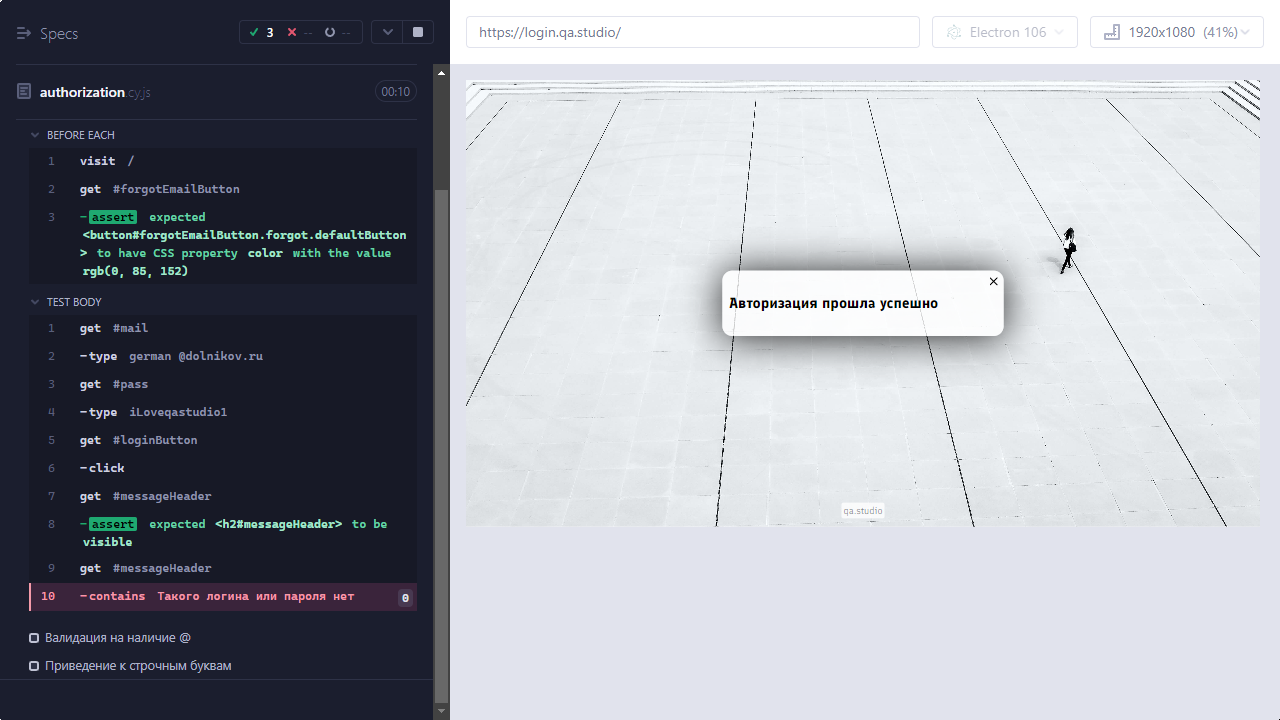 Specs
3
--
--
https://login.qa.studio/
Electron 106
1920x1080 (41%)
authorization.cy.js
00:10
BEFORE EACH
1 visit /
2 get #forgotEmailButton
3 -assert expected
<button#forgotEmailButton.forgot.defaultButton
> to have CSS property color with the value
rgb(0, 85, 152)
TEST BODY
1 get #mail
2 -type german @dolnikov.ru
3 get #pass
4 -type iLoveqastudio1
5 get #loginButton
6 -click
7 get #messageHeader
8 -assert expected <h2#messageHeader> to be
visible
9 get #messageHeader
10 -contains Такого логина или пароля нет 0
Валидация на наличие @
Приведение к строчным буквам
Авторизация прошла успешно
qa.studio